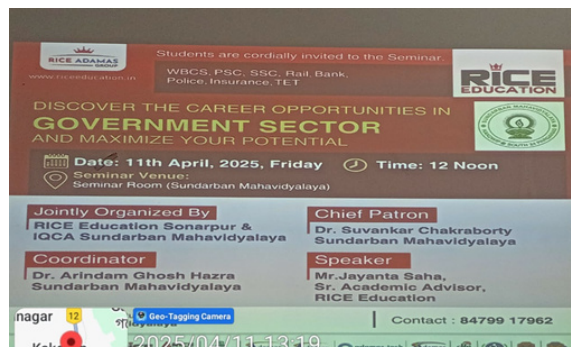 RICE ADAMAS
GROUP
www.riceeducation.in
Students are cordially invited to the Seminar.
WBCS, PSC, SSC, Rail, Bank,
Police, Insurance, TET
RICE
EDUCATION
DISCOVER THE CAREER OPPORTUNITIES IN
GOVERNMENT SECTOR
AND MAXIMIZE YOUR POTENTIAL
Date: 11th April, 2025, Friday
Time: 12 Noon
Seminar Venue:
Seminar Room (Sundarban Mahavidyalaya)
Jointly Organized By
RICE Education Sonarpur &
IQCA Sundarban Mahavidyalaya
Chief Patron
Dr. Suvankar Chakraborty
Sundarban Mahavidyalaya
Coordinator
Dr. Arindam Ghosh Hazra
Sundarban Mahavidyalaya
Speaker
Mr.Jayanta Saha,
Sr. Academic Advisor,
RICE Education
Contact : 84799 17962
nagar
12
Geo-Tagging Camera
2025/04/11 13:19